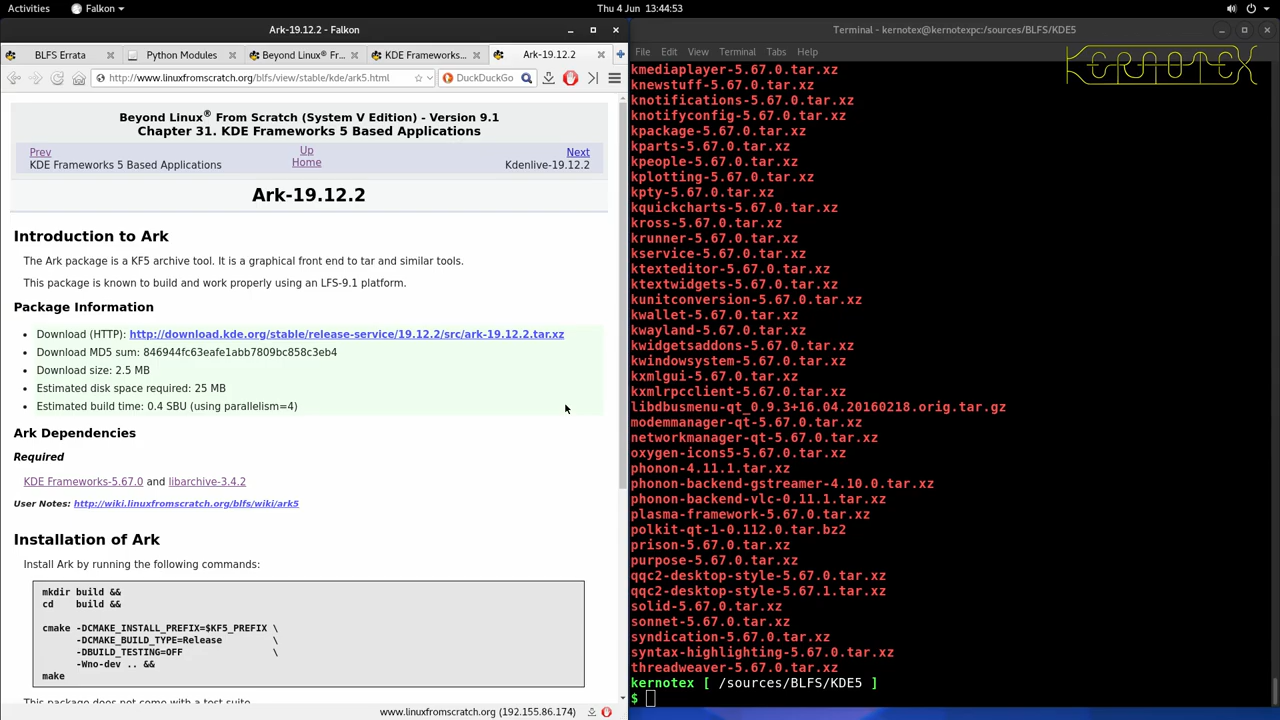 Activities Falkon Thu 4 Jun 13:44:53
Ark-19.12.2 - Falkon
BLFS Errata Python Modules Beyond Linux® Fr... KDE Frameworks... Ark-19.12.2
http://www.linuxfromscratch.org/blfs/view/stable/kde/ark5.html DuckDuckGo
Beyond Linux® From Scratch (System V Edition) - Version 9.1
Chapter 31. KDE Frameworks 5 Based Applications
Prev Up Next
KDE Frameworks 5 Based Applications Home Kdenlive-19.12.2
Ark-19.12.2
Introduction to Ark
The Ark package is a KF5 archive tool. It is a graphical front end to tar and similar tools.
This package is known to build and work properly using an LFS-9.1 platform.
Package Information
• Download (HTTP): http://download.kde.org/stable/release-service/19.12.2/src/ark-19.12.2.tar.xz
• Download MD5 sum: 846944fc63eafe1abb7809bc858c3eb4
• Download size: 2.5 MB
• Estimated disk space required: 25 MB
• Estimated build time: 0.4 SBU (using parallelism=4)
Ark Dependencies
Required
KDE Frameworks-5.67.0 and libarchive-3.4.2
User Notes: http://wiki.linuxfromscratch.org/blfs/wiki/ark5
Installation of Ark
Install Ark by running the following commands:
mkdir build &&
cd    build &&
cmake -DCMAKE_INSTALL_PREFIX=$KF5_PREFIX \
-DCMAKE_BUILD_TYPE=Release         \
-DBUILD_TESTING=OFF                \
-Wno-dev .. &&
make
This package does not come with a test suite.
www.linuxfromscratch.org (192.155.86.174)
Terminal - kernotex@kernotexpc:/sources/BLFS/KDE5
File Edit View Terminal Tabs Help
KERNOTEX
kmediaplayer-5.67.0.tar.xz
knewstuff-5.67.0.tar.xz
knotifications-5.67.0.tar.xz
knotifyconfig-5.67.0.tar.xz
kpackage-5.67.0.tar.xz
kparts-5.67.0.tar.xz
kpeople-5.67.0.tar.xz
kplotting-5.67.0.tar.xz
kpty-5.67.0.tar.xz
kquickcharts-5.67.0.tar.xz
kross-5.67.0.tar.xz
krunner-5.67.0.tar.xz
kservice-5.67.0.tar.xz
ktexteditor-5.67.0.tar.xz
ktextwidgets-5.67.0.tar.xz
kunitconversion-5.67.0.tar.xz
kwallet-5.67.0.tar.xz
kwayland-5.67.0.tar.xz
kwidgetsaddons-5.67.0.tar.xz
kwindowsystem-5.67.0.tar.xz
kxmlgui-5.67.0.tar.xz
kxmlrpcclient-5.67.0.tar.xz
libdbusmenu-qt_0.9.3+16.04.20160218.orig.tar.gz
modemmanager-qt-5.67.0.tar.xz
networkmanager-qt-5.67.0.tar.xz
oxygen-icons5-5.67.0.tar.xz
phonon-4.11.1.tar.xz
phonon-backend-gstreamer-4.10.0.tar.xz
phonon-backend-vlc-0.11.1.tar.xz
plasma-framework-5.67.0.tar.xz
polkit-qt-1-0.112.0.tar.bz2
prison-5.67.0.tar.xz
purpose-5.67.0.tar.xz
qqc2-desktop-style-5.67.0.tar.xz
qqc2-desktop-style-5.67.1.tar.xz
solid-5.67.0.tar.xz
sonnet-5.67.0.tar.xz
syndication-5.67.0.tar.xz
syntax-highlighting-5.67.0.tar.xz
threadweaver-5.67.0.tar.xz
kernotex [ /sources/BLFS/KDE5 ]
$